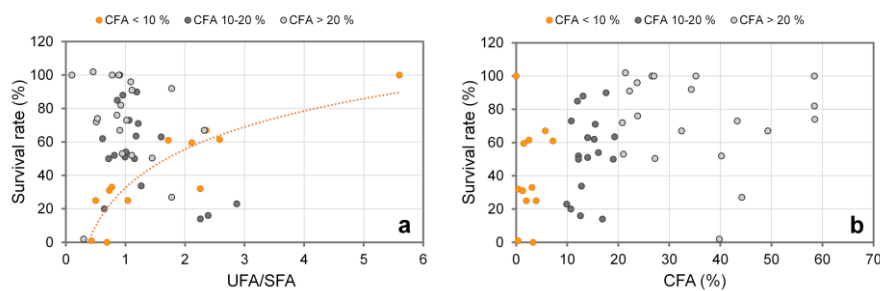 CFA < 10 % CFA 10-20 % CFA > 20 %
120
100
80
60
40
20
0
Survival rate (%)
0 1 2 3 4 5 6
UFA/SFA
a
CFA < 10 % CFA 10-20 % CFA > 20 %
120
100
80
60
40
20
0
Survival rate (%)
0 10 20 30 40 50 60 70
CFA (%)
b